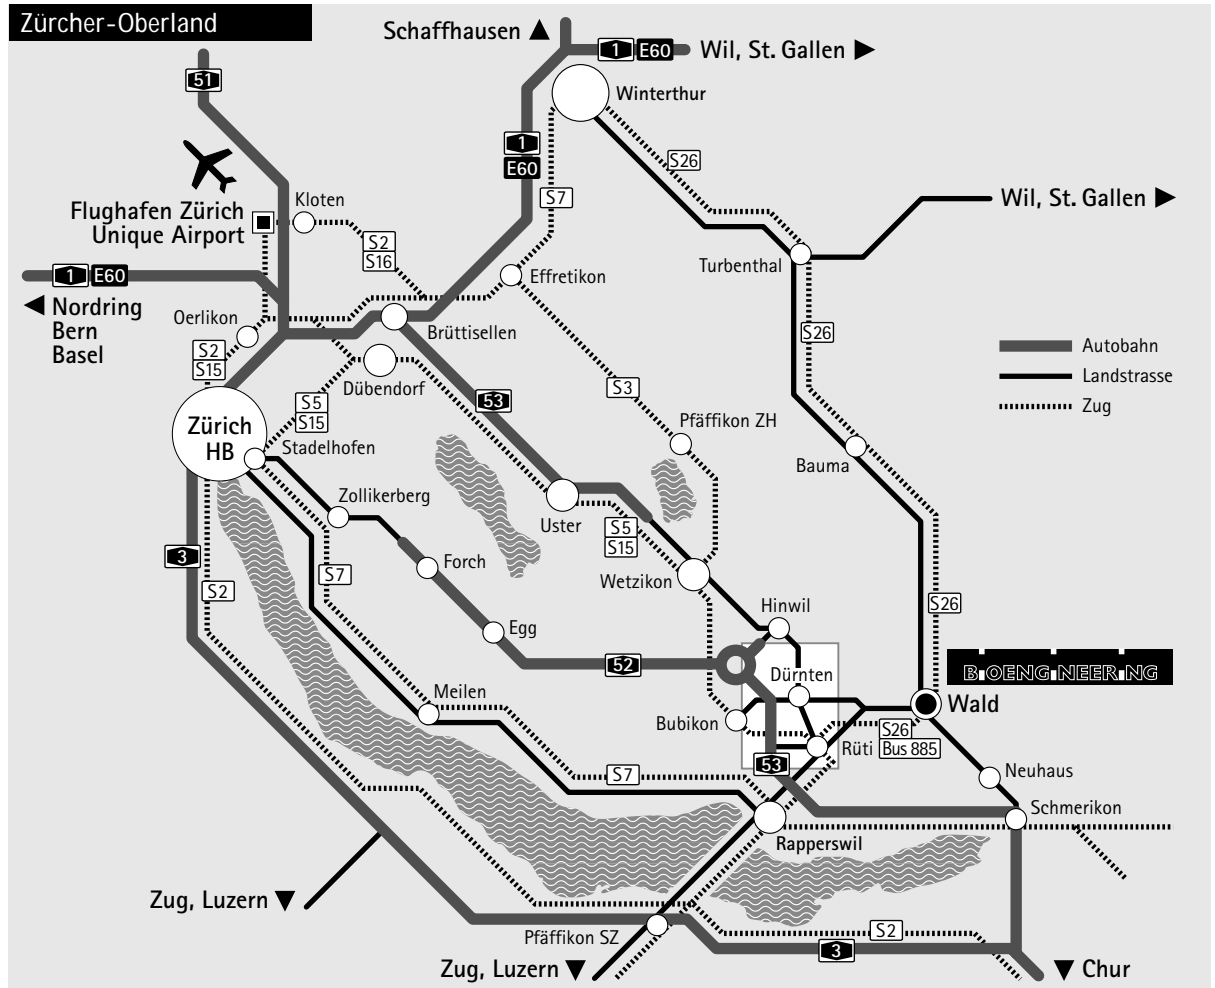 Zürcher-Oberland
Schaffhausen
1 E60
Wil, St. Gallen
51
Winterthur
1
E60
S26
S7
Wil, St. Gallen
Kloten
Flughafen Zürich
Unique Airport
S2
S16
Turbenthal
1 E60
Effretikon
Nordring
Bern
Basel
Oerlikon
Brüttisellen
S26
Autobahn
Landstrasse
Zug
S2
S15
Dübendorf
S3
53
S5
S15
Zürich
HB
Stadelhofen
Pfäffikon ZH
Bauma
Zollikerberg
Uster
S5
S15
3
Forch
S7
Wetzikon
S2
S26
Hinwil
Egg
52
Dürnten
BIOENGINEERING
Meilen
Bubikon
Wald
S26
Rüti
Bus 885
S7
53
Neuhaus
Schmerikon
Rapperswil
Zug, Luzern
Pfäffikon SZ
S2
3
Zug, Luzern
Chur